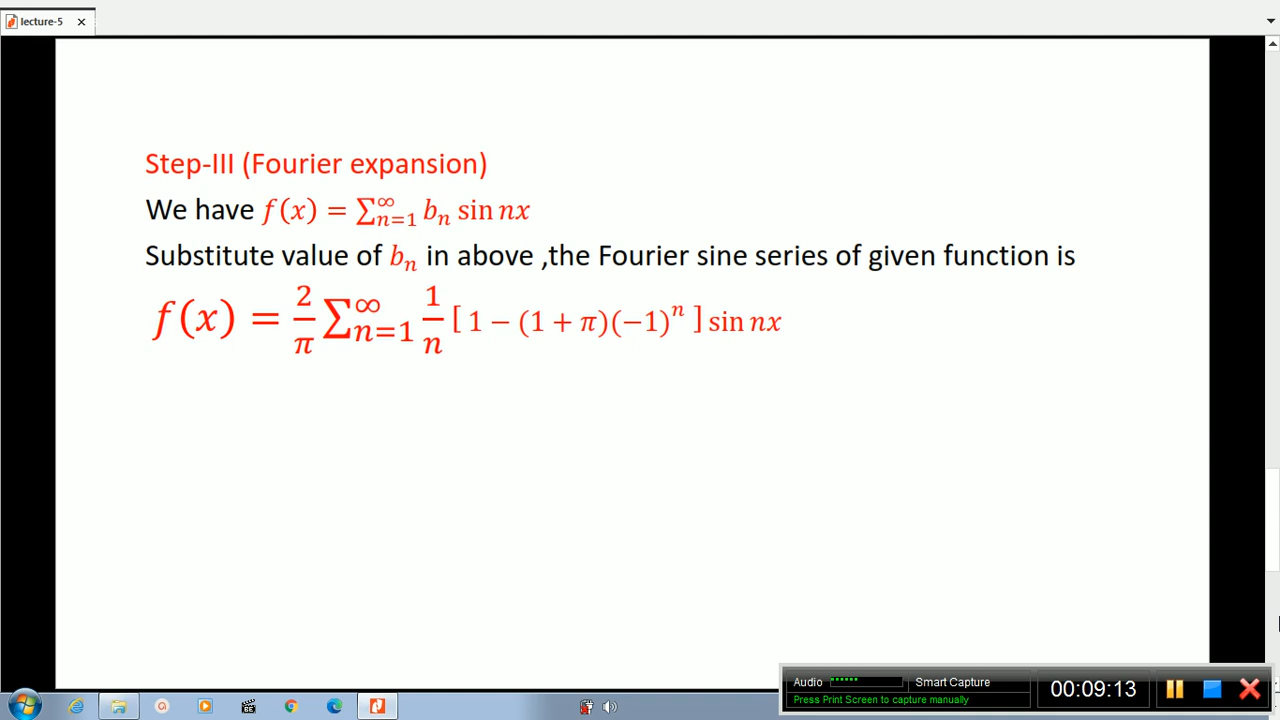 lecture-5
Step-III (Fourier expansion)
We have f(x) = ∑_{n=1}^{∞} b_n sin nx
Substitute value of b_n in above ,the Fourier sine series of given function is
f(x) = \frac{2}{π} ∑_{n=1}^{∞} \frac{1}{n} [ 1 − (1 + π)(−1)^n ] sin nx
Audio
Smart Capture
00:09:13
Press Print Screen to capture manually